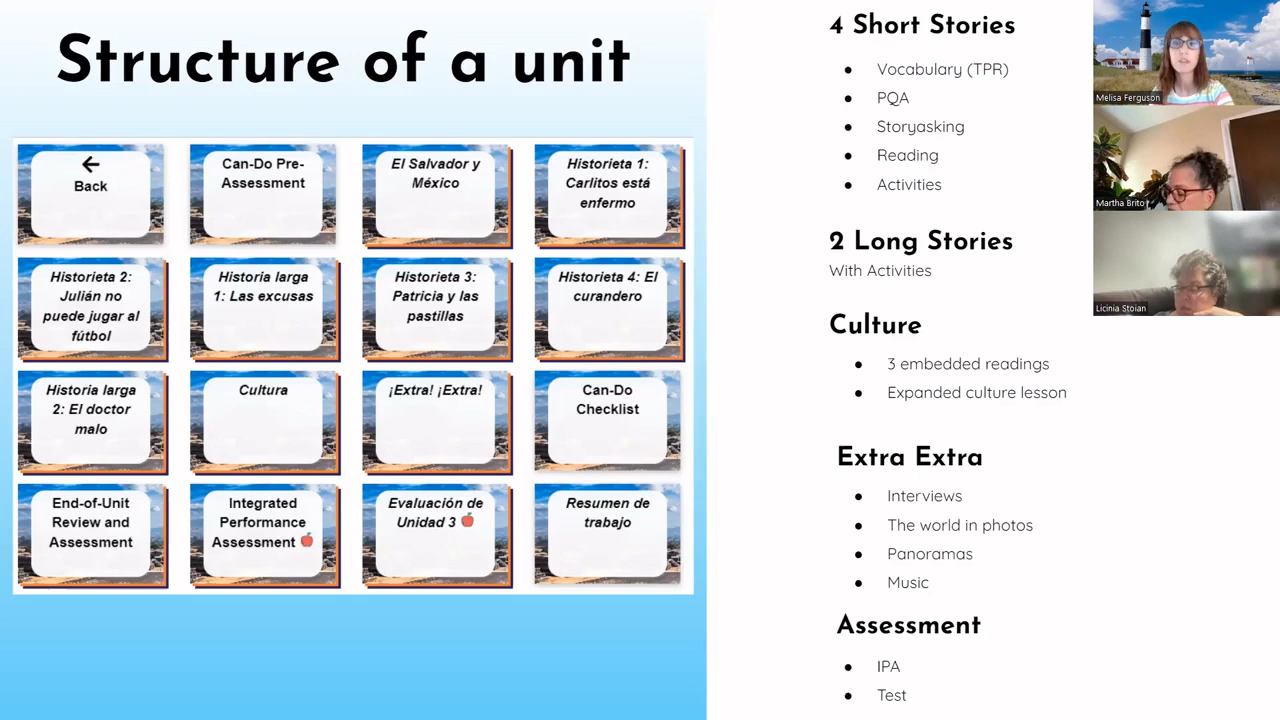 Structure of a unit
←
Back
Can-Do Pre-
Assessment
El Salvador y
México
Historieta 1:
Carlitos está
enfermo
Historieta 2:
Julián no
puede jugar al
fútbol
Historia larga
1: Las excusas
Historieta 3:
Patricia y las
pastillas
Historieta 4: El
curandero
Historia larga
2: El doctor
malo
Cultura
¡Extra! ¡Extra!
Can-Do
Checklist
End-of-Unit
Review and
Assessment
Integrated
Performance
Assessment
Evaluación de
Unidad 3
Resumen de
trabajo
4 Short Stories
● Vocabulary (TPR)
● PQA
● Storyasking
● Reading
● Activities
2 Long Stories
With Activities
Culture
● 3 embedded readings
● Expanded culture lesson
Extra Extra
● Interviews
● The world in photos
● Panoramas
● Music
Assessment
● IPA
● Test
Melisa Ferguson
Martha Brito
Licinia Stoian